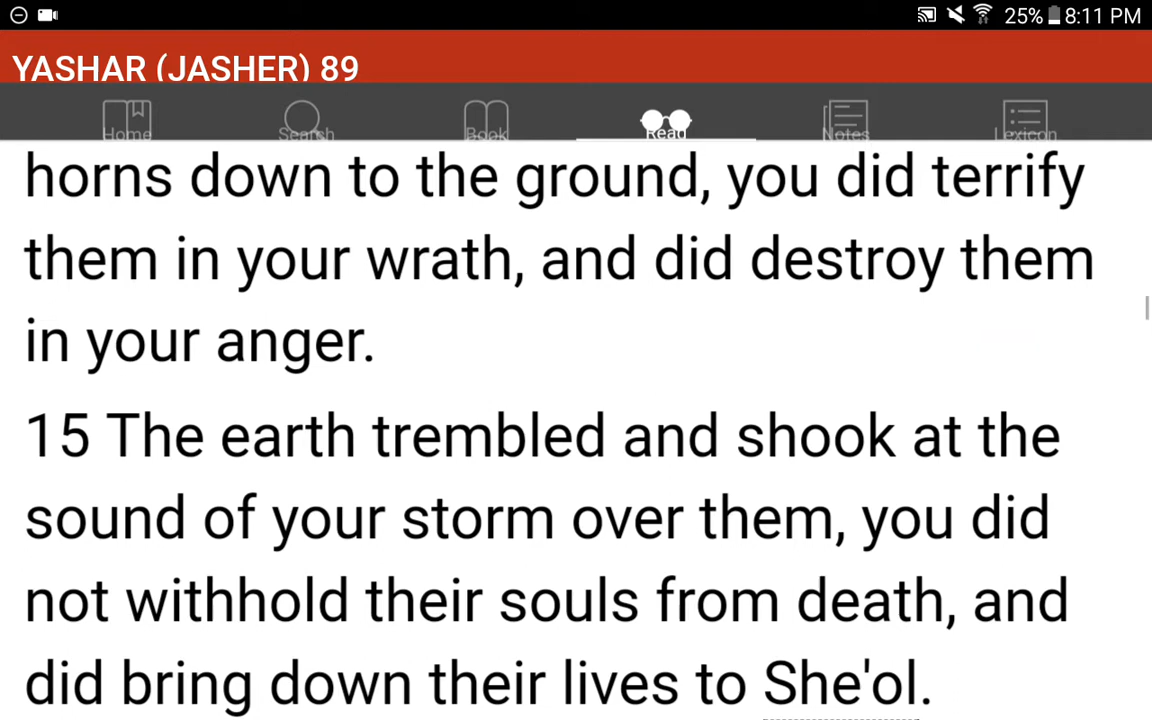 25% 8:11 PM
YASHAR (JASHER) 89
Home Search Book Read Notes Lexicon
horns down to the ground, you did terrify
them in your wrath, and did destroy them
in your anger.
15 The earth trembled and shook at the
sound of your storm over them, you did
not withhold their souls from death, and
did bring down their lives to She'ol.